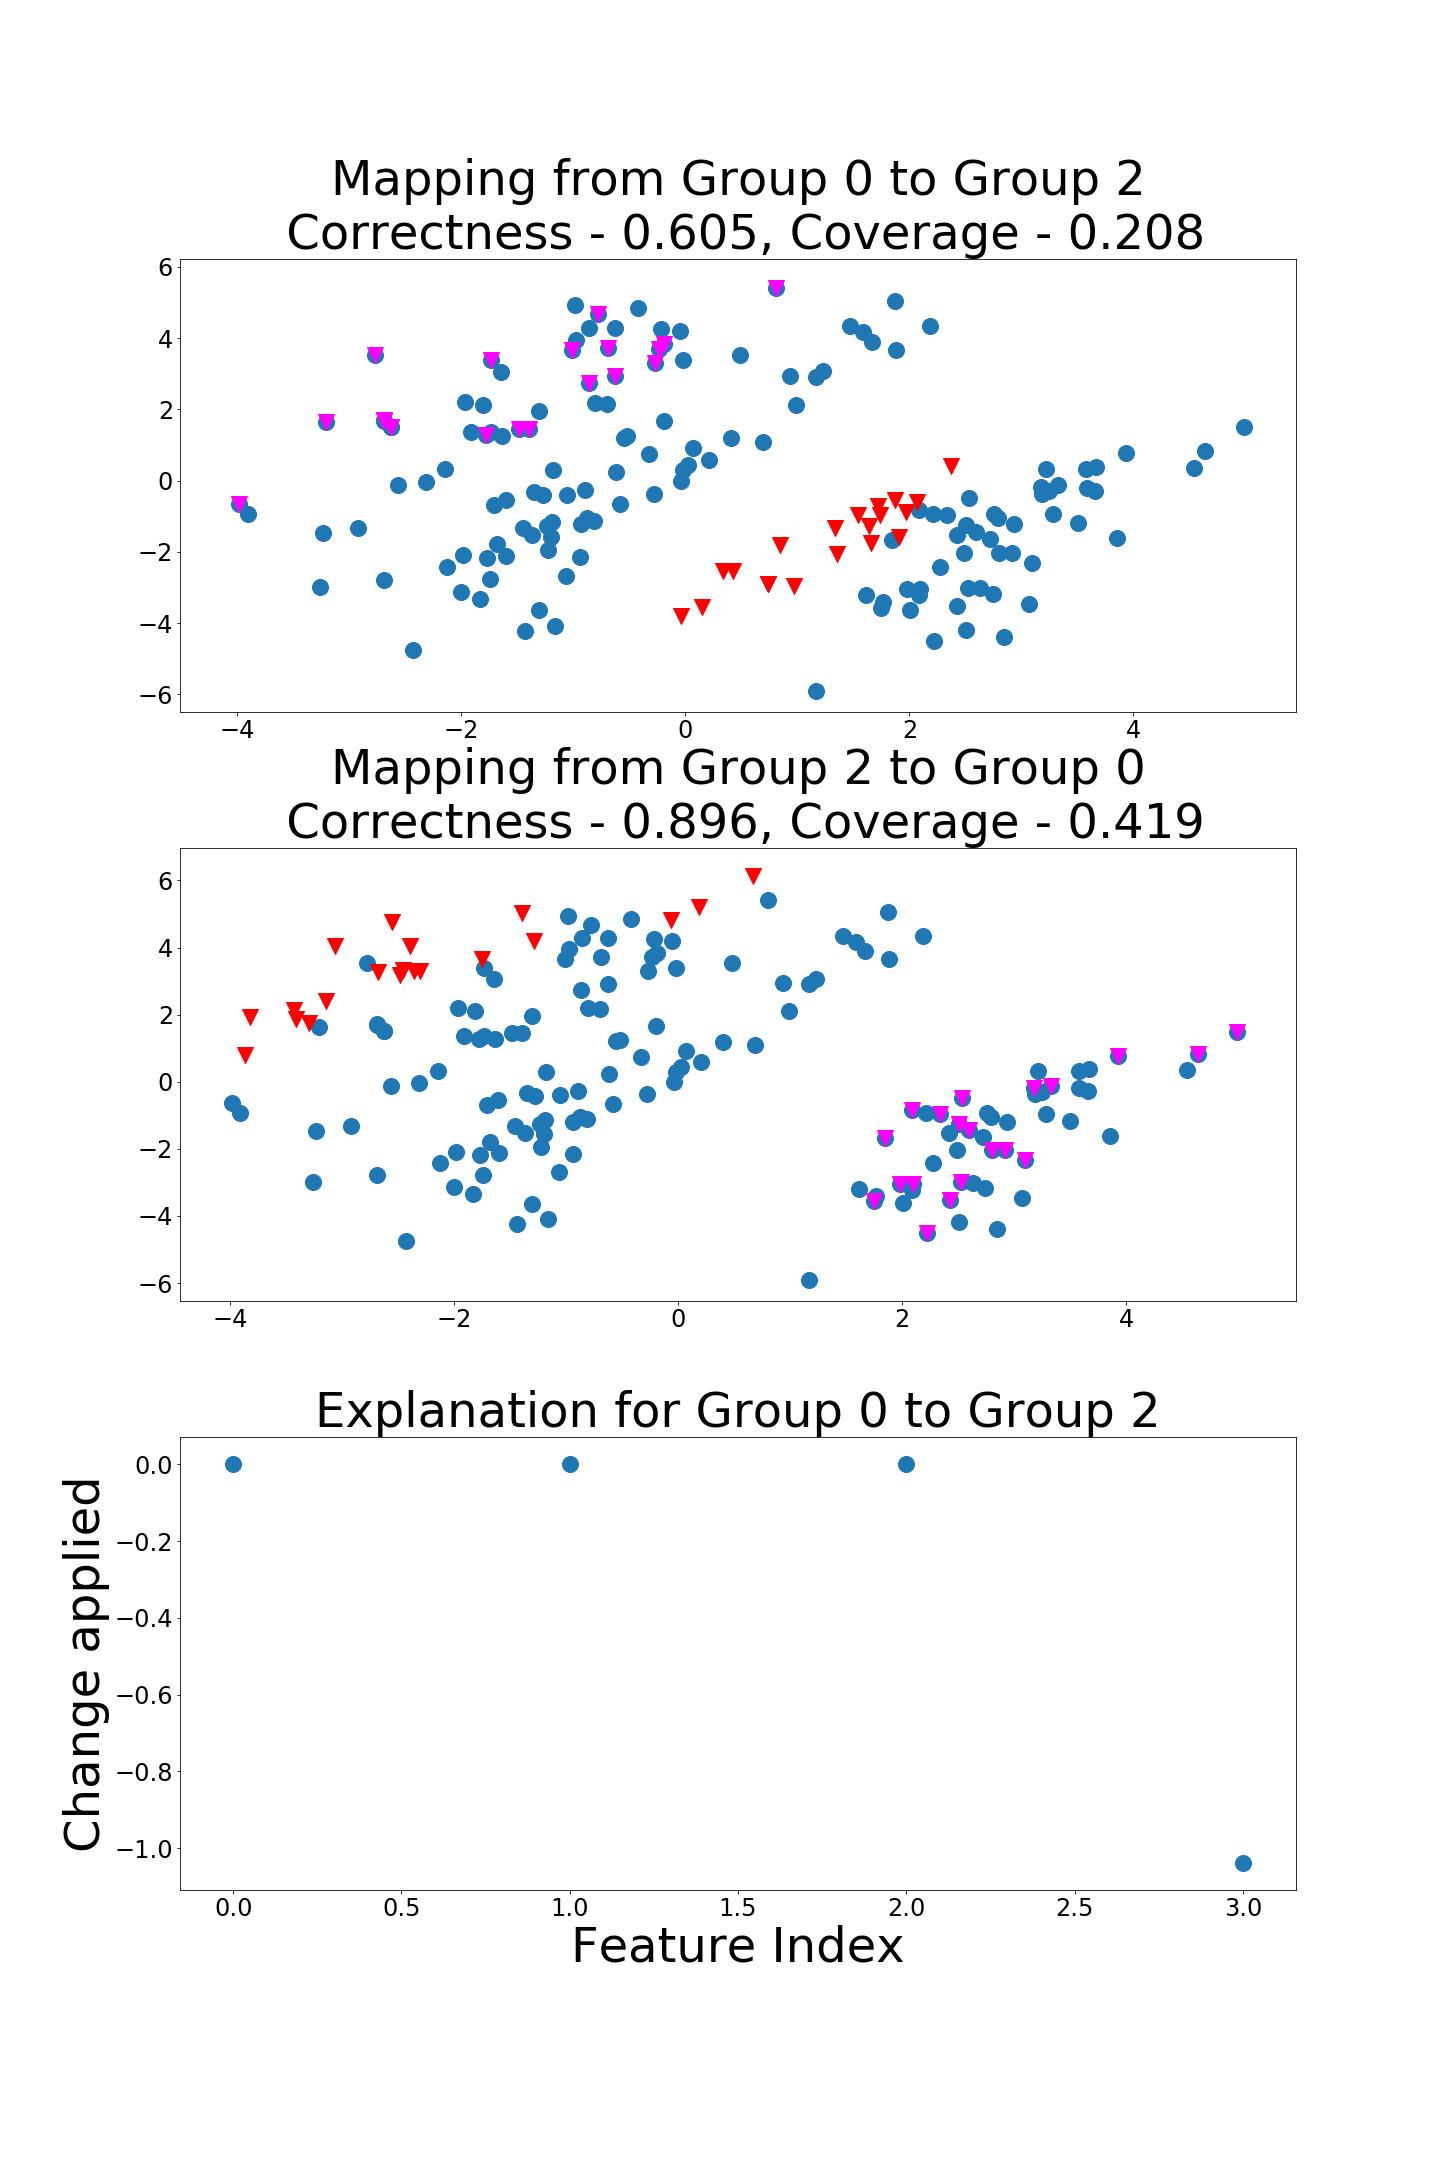 Mapping from Group 0 to Group 2
Correctness - 0.605, Coverage - 0.208
6
4
2
0
−2
−4
−6
−4 −2 0 2 4
Mapping from Group 2 to Group 0
Correctness - 0.896, Coverage - 0.419
6
4
2
0
−2
−4
−6
−4 −2 0 2 4
Explanation for Group 0 to Group 2
Change applied
0.0
−0.2
−0.4
−0.6
−0.8
−1.0
0.0 0.5 1.0 1.5 2.0 2.5 3.0
Feature Index